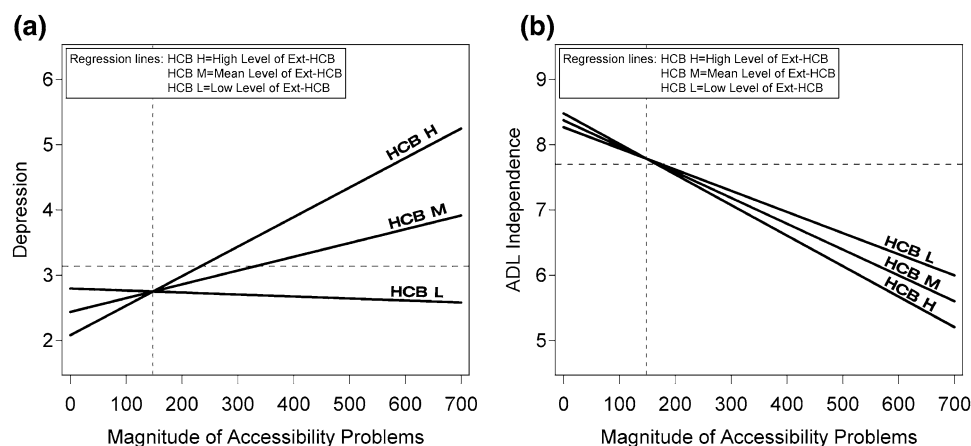 (a)
Regression lines: HCB H=High Level of Ext-HCB
HCB M=Mean Level of Ext-HCB
HCB L=Low Level of Ext-HCB
6
5
4
3
2
Depression
HCB H
HCB M
HCB L
0 100 200 300 400 500 600 700
Magnitude of Accessibility Problems
(b)
Regression lines: HCB H=High Level of Ext-HCB
HCB M=Mean Level of Ext-HCB
HCB L=Low Level of Ext-HCB
9
8
7
6
5
ADL Independence
HCB L
HCB M
HCB H
0 100 200 300 400 500 600 700
Magnitude of Accessibility Problems